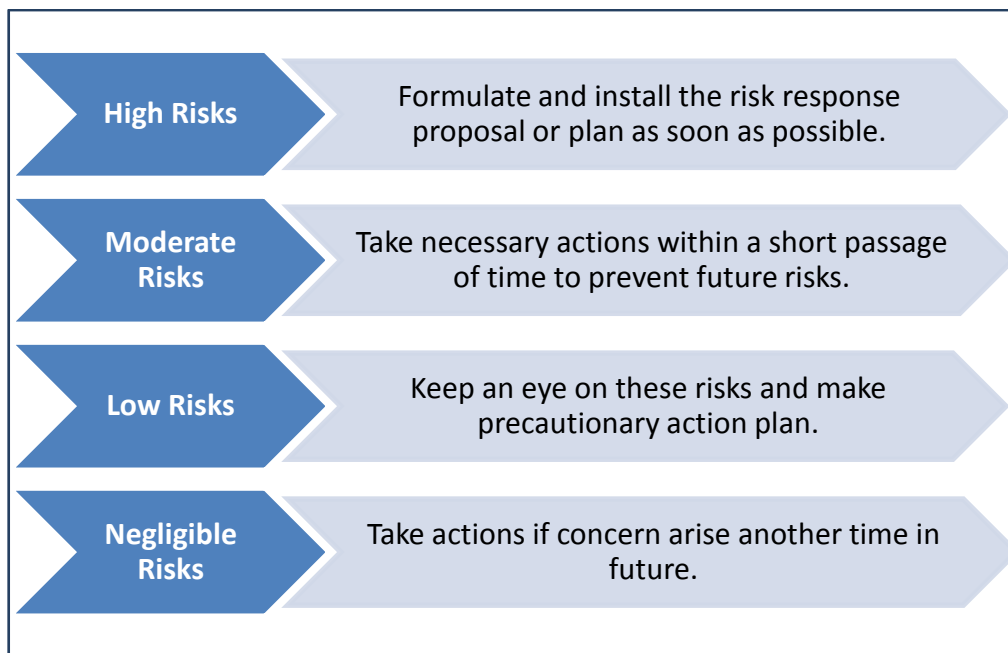 High Risks
Formulate and install the risk response
proposal or plan as soon as possible.
Moderate
Risks
Take necessary actions within a short passage
of time to prevent future risks.
Low Risks
Keep an eye on these risks and make
precautionary action plan.
Negligible
Risks
Take actions if concern arise another time in
future.